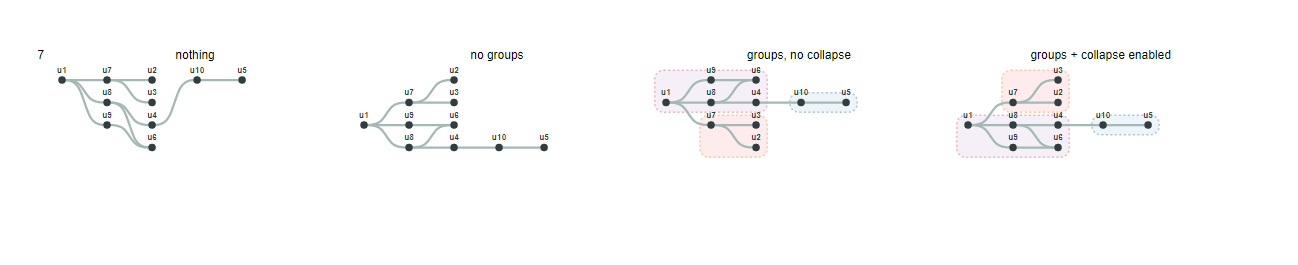 7
nothing
u1 u7 u2 u10 u5
u8 u3
u9 u4
u6
no groups
u2
u7 u3
u1 u9 u6
u8 u4 u10 u5
groups, no collapse
u9 u6
u1 u8 u4 u10 u5
u7 u3
u2
groups + collapse enabled
u3
u7 u2
u1 u8 u4 u10 u5
u9 u6